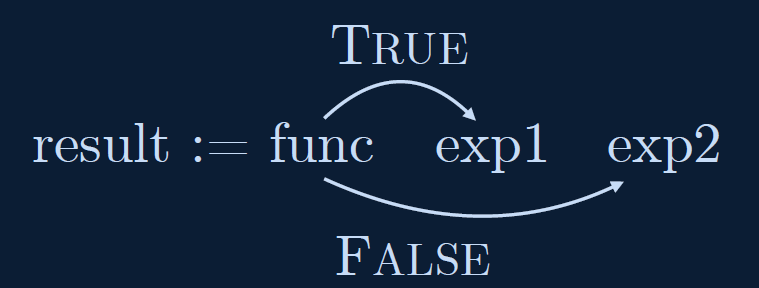 TRUE
result := func exp1 exp2
FALSE